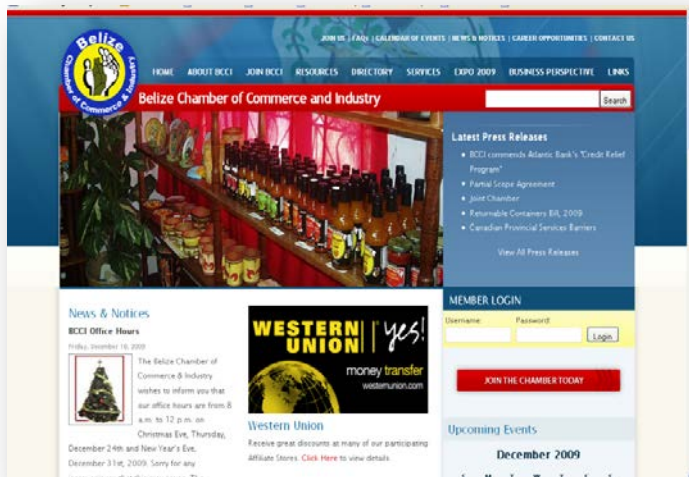 JOIN US | FAQs | CALENDAR OF EVENTS | NEWS & NOTICES | CAREER OPPORTUNITIES | CONTACT US
Belize
Chamber of Commerce & Industry
HOME ABOUT BCCI JOIN BCCI RESOURCES DIRECTORY SERVICES EXPO 2009 BUSINESS PERSPECTIVE LINKS
Belize Chamber of Commerce and Industry
Search
Latest Press Releases
BCCI commends Atlantic Bank's "Credit Relief
Program"
Partial Scope Agreement
Joint Chamber
Returnable Containers Bill, 2009
Canadian Provincial Services Barriers
View All Press Releases
News & Notices
BCCI Office Hours
Friday, December 18, 2009
The Belize Chamber of
Commerce & Industry
wishes to inform you that
our office hours are from 8
a.m. to 12 p.m. on
Christmas Eve, Thursday,
December 24th and New Year's Eve,
December 31st, 2009. Sorry for any
WESTERN
UNION
yes!
money transfer
westernunion.com
Western Union
Receive great discounts at many of our participating
Affiliate Stores. Click Here to view details
MEMBER LOGIN
Username: Password:
Login
JOIN THE CHAMBER TODAY
Upcoming Events
December 2009